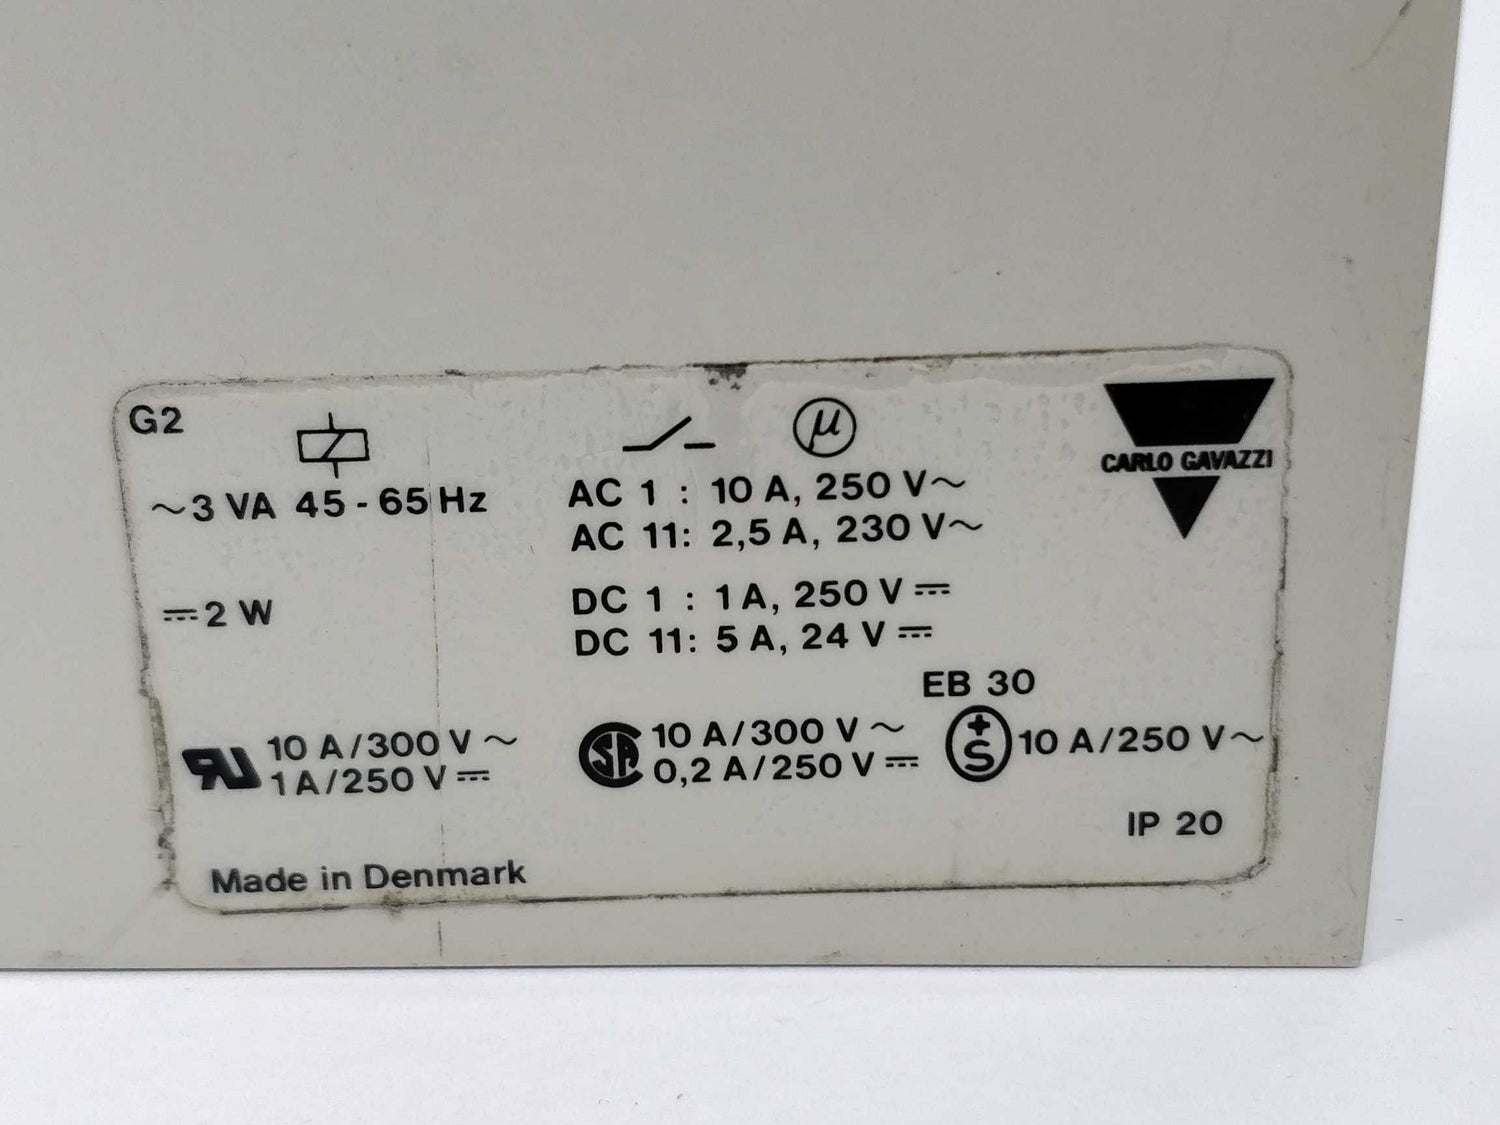 G2
µ
CARLO GAVAZZI
~3 VA 45 - 65 Hz
AC 1 : 10 A, 250 V~
AC 11: 2,5 A, 230 V~
⎓2 W
DC 1 : 1 A, 250 V⎓
DC 11: 5 A, 24 V⎓
EB 30
RU 10 A/300 V~
1 A/250 V⎓
SA 10 A/300 V~
0,2 A/250 V⎓
+S 10 A/250 V~
IP 20
Made in Denmark